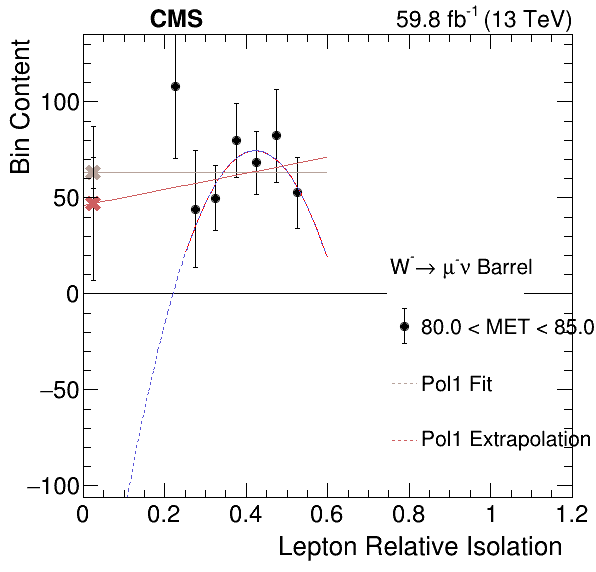 CMS
59.8 fb-1 (13 TeV)
Bin Content
100
50
0
−50
−100
W-→ μ-ν Barrel
80.0 < MET < 85.0
Pol1 Fit
Pol1 Extrapolation
0 0.2 0.4 0.6 0.8 1 1.2
Lepton Relative Isolation